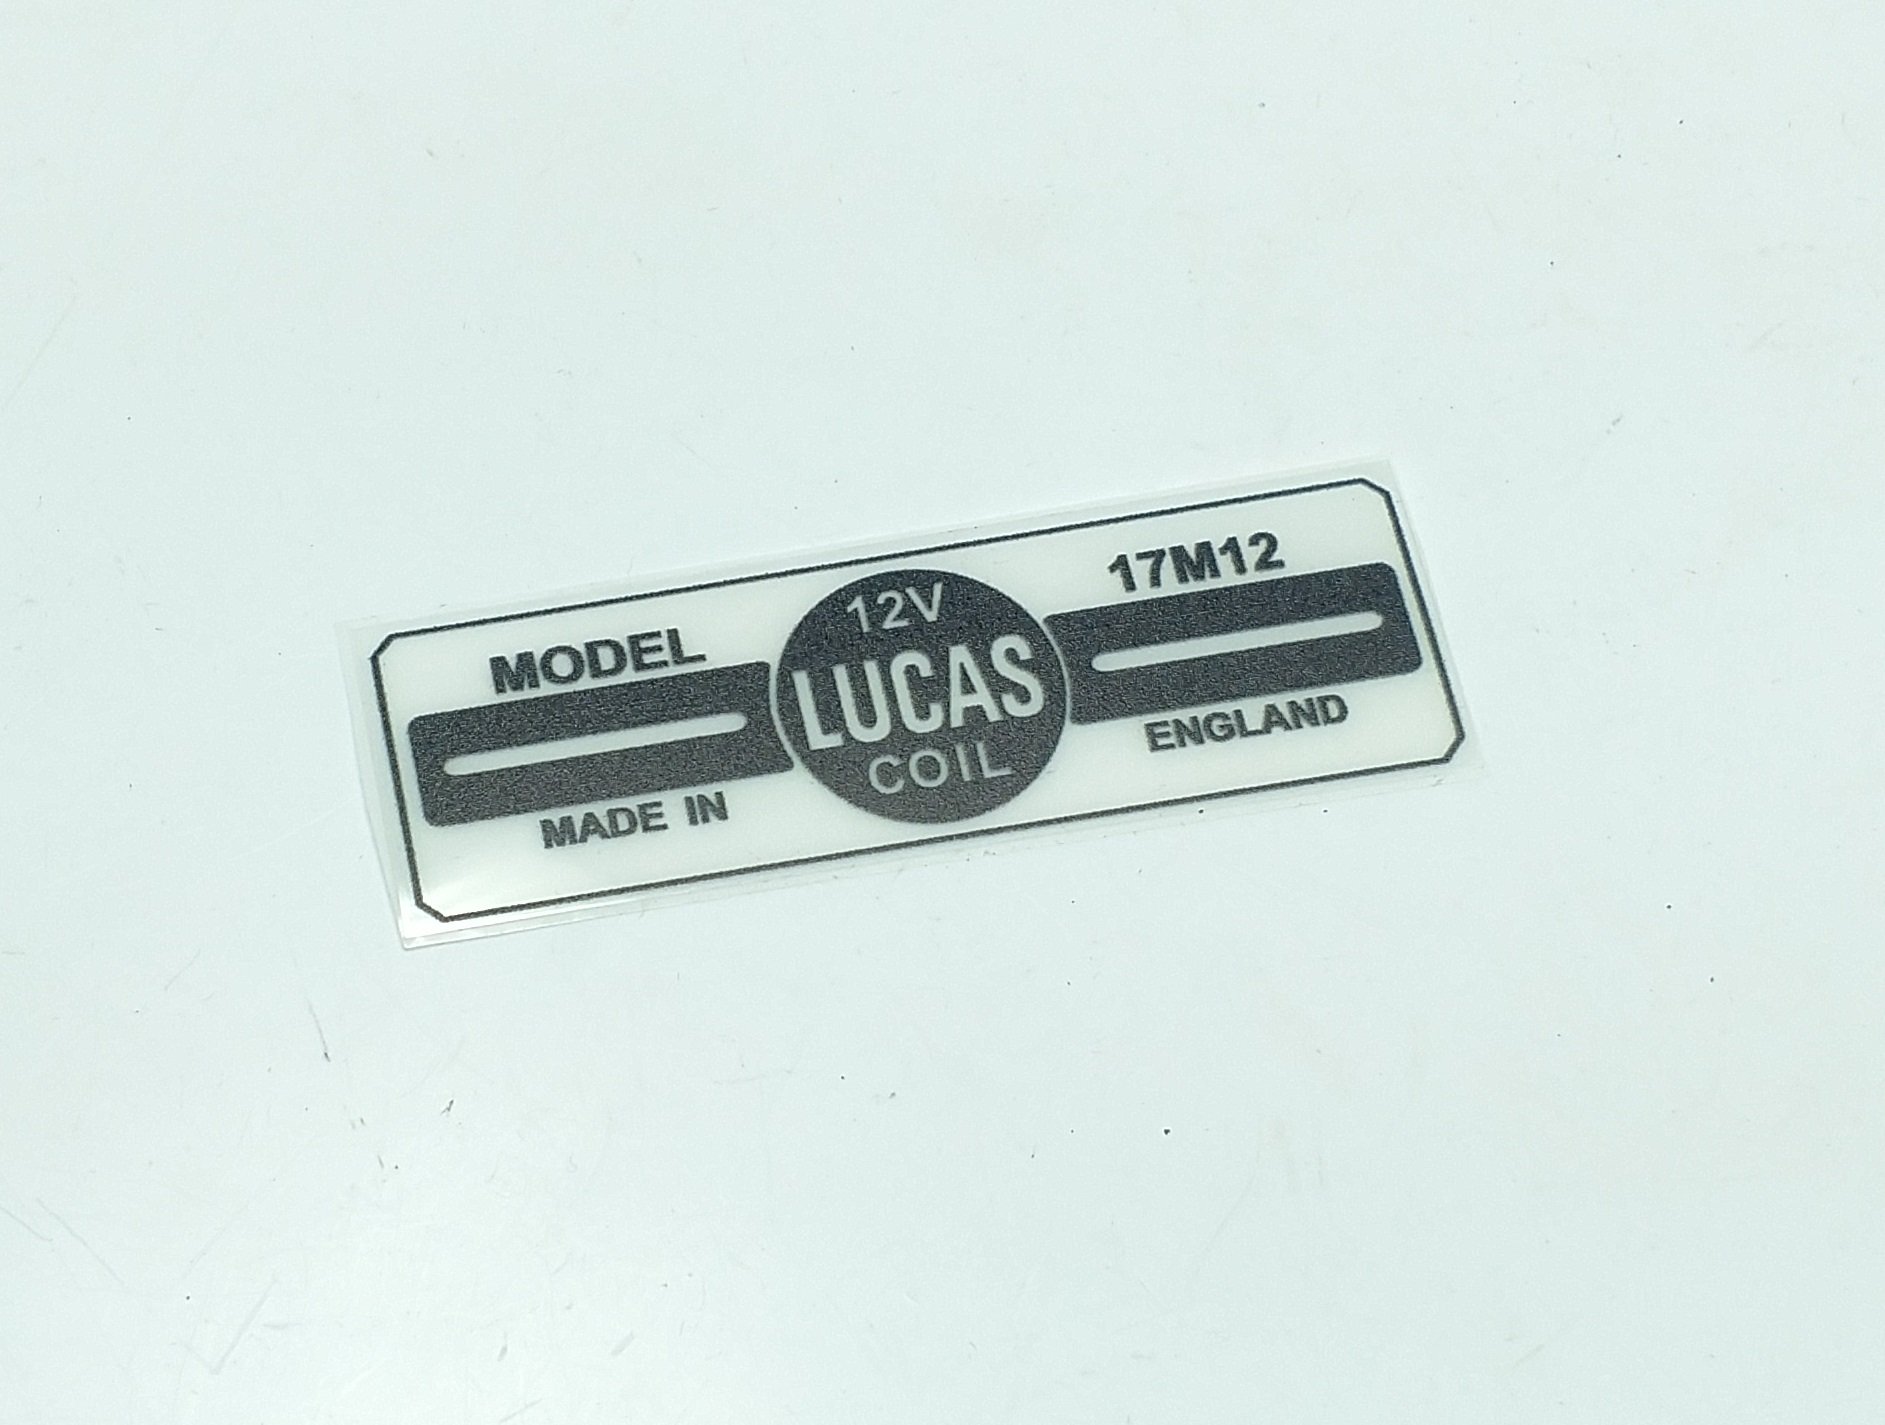 MODEL 17M12
12V
LUCAS
COIL
MADE IN ENGLAND